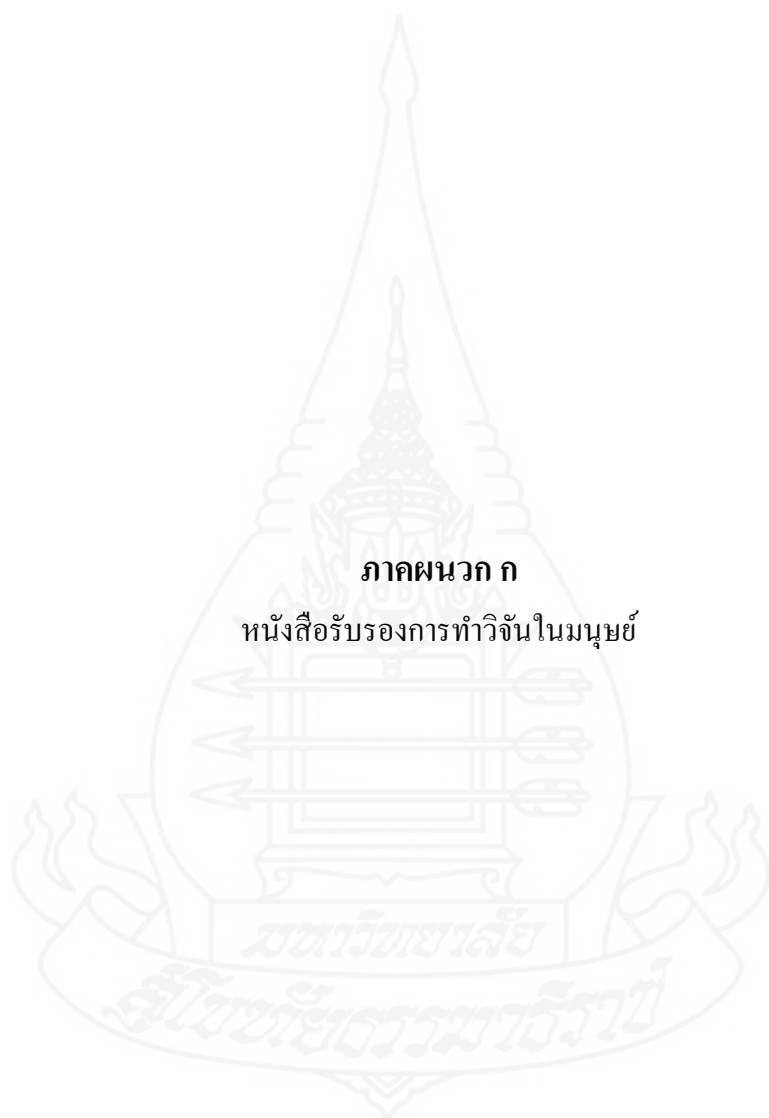 ภาคผนวก ก
หนังสือรับรองการทำวิจันในมนุษย์
มหาวิทยาลัย
สุโขทัยธรรมาธิราช